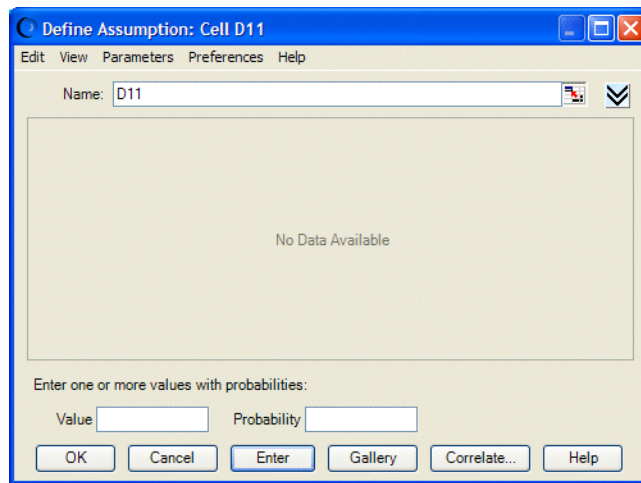 Define Assumption: Cell D11
Edit View Parameters Preferences Help
Name: D11
No Data Available
Enter one or more values with probabilities:
Value Probability
OK Cancel Enter Gallery Correlate... Help